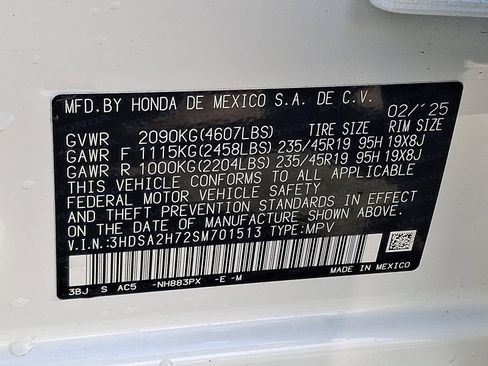 MFD.BY HONDA DE MEXICO S.A. DE C.V. 02/'25
GVWR 2090KG(4607LBS) TIRE SIZE RIM SIZE
GAWR F 1115KG(2458LBS) 235/45R19 95H 19X8J
GAWR R 1000KG(2204LBS) 235/45R19 95H 19X8J
THIS VEHICLE CONFORMS TO ALL APPLICABLE
FEDERAL MOTOR VEHICLE SAFETY
STANDARDS IN EFFECT
ON THE DATE OF MANUFACTURE SHOWN ABOVE.
V.I.N.:3HDSA2H72SM701513 TYPE:MPV
3BJ S AC5 -NH883PX -E -M
MADE IN MEXICO